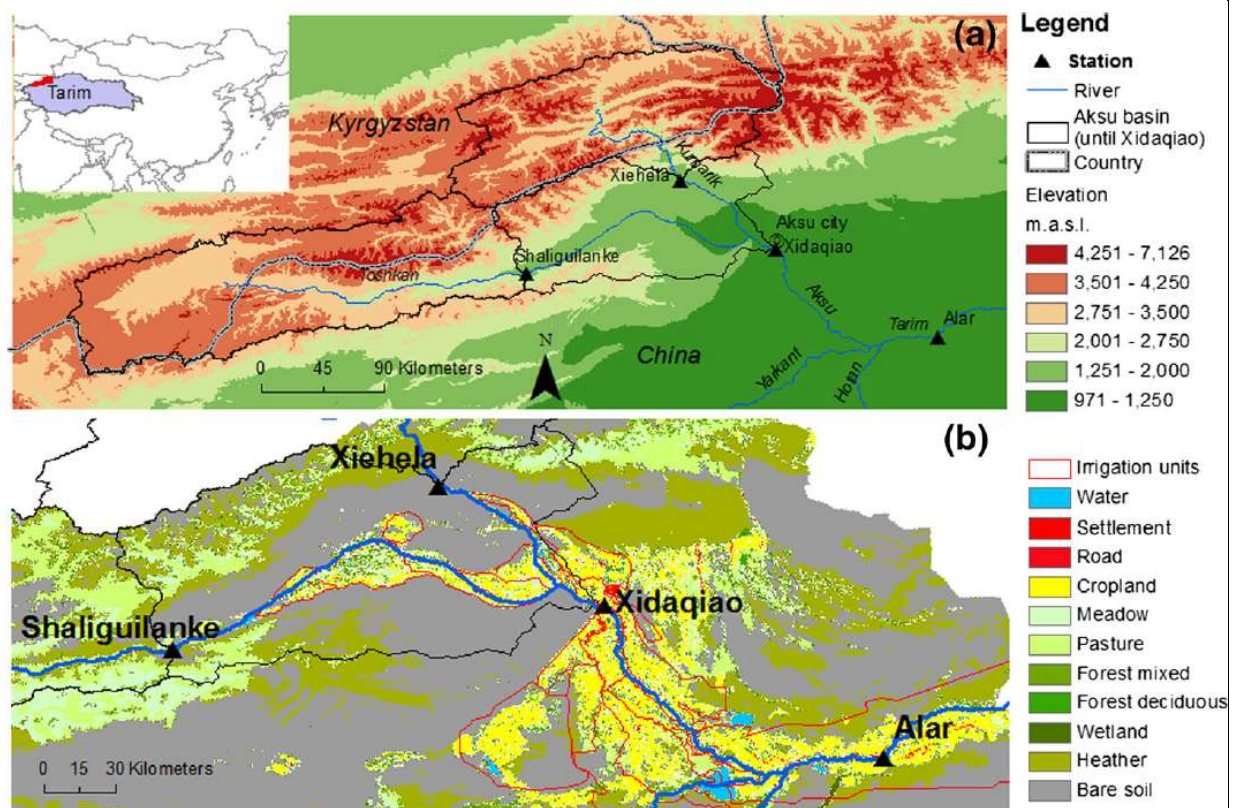 (a)
Tarim
Kyrgyzstan
Kumarik
Xiehela
Aksu city
Xidaqiao
Shaliguilanke
Toshkan
Aksu
Tarim
Alar
N
China
Yarkant
Hotan
0 45 90 Kilometers
Legend
Station
River
Aksu basin
(until Xidaqiao)
Country
Elevation
m.a.s.l.
4,251 - 7,126
3,501 - 4,250
2,751 - 3,500
2,001 - 2,750
1,251 - 2,000
971 - 1,250
(b)
Xiehela
Xidaqiao
Shaliguilanke
Alar
0 15 30 Kilometers
Irrigation units
Water
Settlement
Road
Cropland
Meadow
Pasture
Forest mixed
Forest deciduous
Wetland
Heather
Bare soil